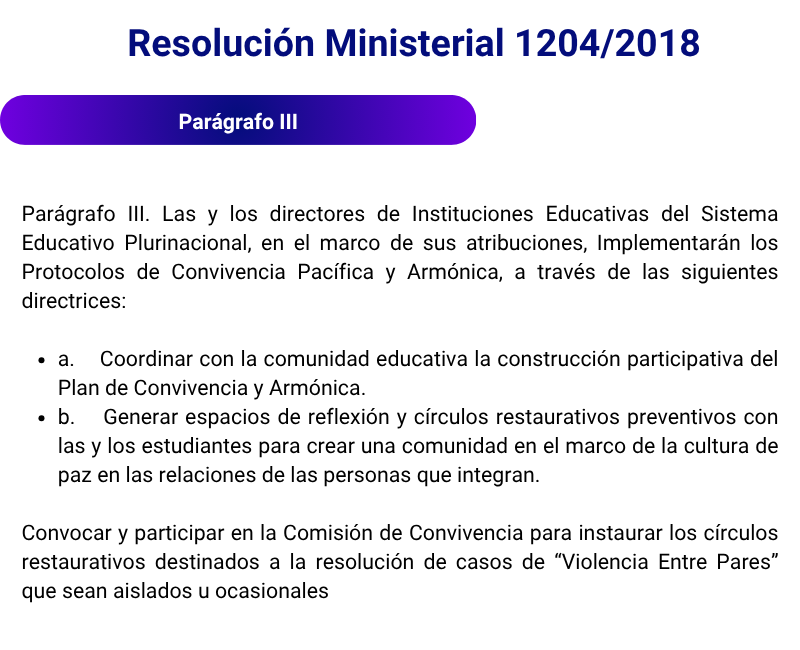 Resolución Ministerial 1204/2018
Parágrafo III
Parágrafo III. Las y los directores de Instituciones Educativas del Sistema
Educativo Plurinacional, en el marco de sus atribuciones, Implementarán los
Protocolos de Convivencia Pacífica y Armónica, a través de las siguientes
directrices:
• a. Coordinar con la comunidad educativa la construcción participativa del
Plan de Convivencia y Armónica.
• b. Generar espacios de reflexión y círculos restaurativos preventivos con
las y los estudiantes para crear una comunidad en el marco de la cultura de
paz en las relaciones de las personas que integran.
Convocar y participar en la Comisión de Convivencia para instaurar los círculos
restaurativos destinados a la resolución de casos de “Violencia Entre Pares”
que sean aislados u ocasionales